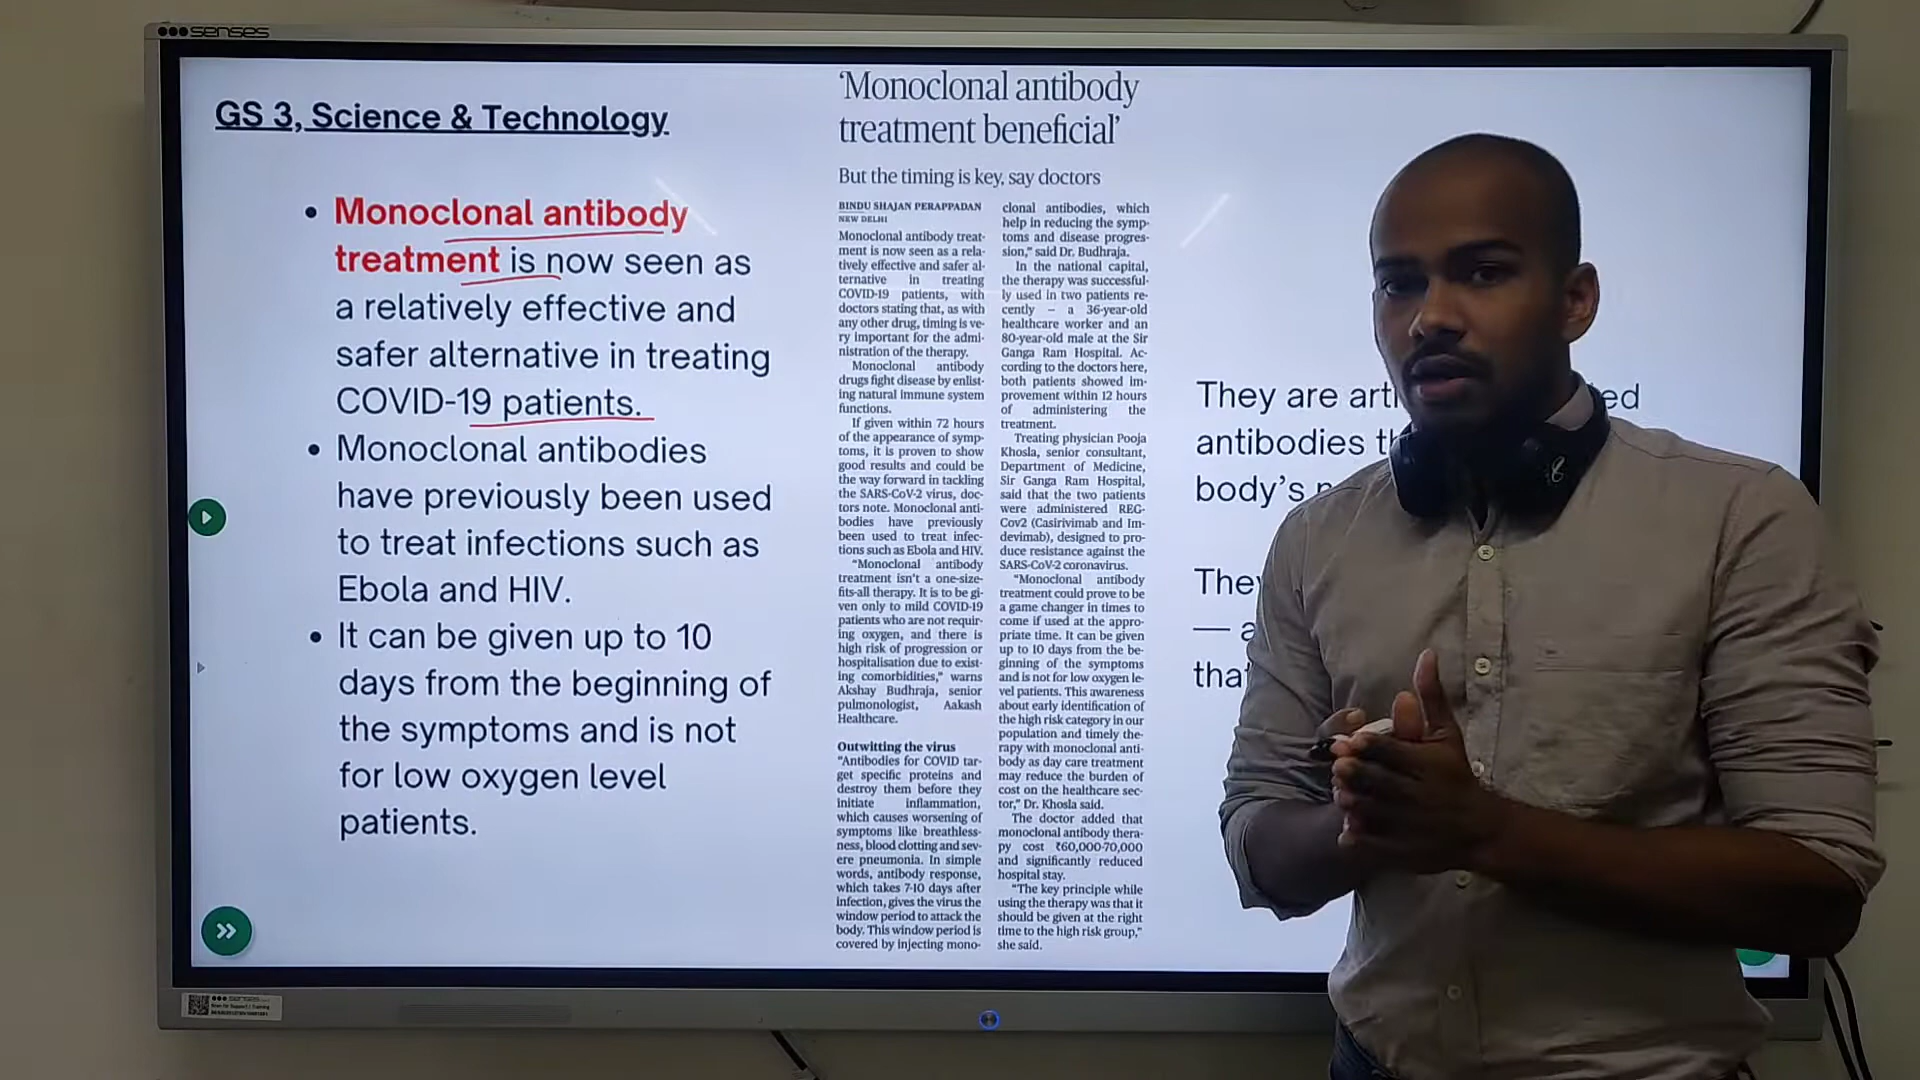 senses
GS 3, Science & Technology
Monoclonal antibody
treatment is now seen as
a relatively effective and
safer alternative in treating
COVID-19 patients.
Monoclonal antibodies
have previously been used
to treat infections such as
Ebola and HIV.
It can be given up to 10
days from the beginning of
the symptoms and is not
for low oxygen level
patients.
‘Monoclonal antibody
treatment beneficial’
But the timing is key, say doctors
BINDU SHAJAN PERAPPADAN
NEW DELHI
Monoclonal antibody treat-
ment is now seen as a rela-
tively effective and safer al-
ternative in treating
COVID-19 patients, with
doctors stating that, as with
any other drug, timing is ve-
ry important for the admi-
nistration of the therapy.
Monoclonal antibody
drugs fight disease by enlist-
ing natural immune system
functions.
If given within 72 hours
of the appearance of symp-
toms, it is proven to show
good results and could be
the way forward in tackling
the SARS-CoV-2 virus, doc-
tors note. Monoclonal anti-
bodies have previously
been used to treat infec-
tions such as Ebola and HIV.
“Monoclonal antibody
treatment isn’t a one-size-
fits-all therapy. It is to be gi-
ven only to mild COVID-19
patients who are not requir-
ing oxygen, and there is
high risk of progression or
hospitalisation due to exist-
ing comorbidities,” warns
Akshay Budhraja, senior
pulmonologist, Aakash
Healthcare.
Outwitting the virus
“Antibodies for COVID tar-
get specific proteins and
destroy them before they
initiate inflammation,
which causes worsening of
symptoms like breathless-
ness, blood clotting and sev-
ere pneumonia. In simple
words, antibody response,
which takes 7-10 days after
infection, gives the virus the
window period to attack the
body. This window period is
covered by injecting mono-
clonal antibodies, which
help in reducing the symp-
toms and disease progres-
sion,” said Dr. Budhraja.
In the national capital,
the therapy was successful-
ly used in two patients re-
cently – a 36-year-old
healthcare worker and an
80-year-old male at the Sir
Ganga Ram Hospital. Ac-
cording to the doctors here,
both patients showed im-
provement within 12 hours
of administering the
treatment.
Treating physician Pooja
Khosla, senior consultant,
Department of Medicine,
Sir Ganga Ram Hospital,
said that the two patients
were administered REG-
Cov2 (Casirivimab and Im-
devimab), designed to pro-
duce resistance against the
SARS-CoV-2 coronavirus.
“Monoclonal antibody
treatment could prove to be
a game changer in times to
come if used at the appro-
priate time. It can be given
up to 10 days from the be-
ginning of the symptoms
and is not for low oxygen le-
vel patients. This awareness
about early identification of
the high risk category in our
population and timely the-
rapy with monoclonal anti-
body as day care treatment
may reduce the burden of
cost on the healthcare sec-
tor,” Dr. Khosla said.
The doctor added that
monoclonal antibody thera-
py cost ₹60,000-70,000
and significantly reduced
hospital stay.
“The key principle while
using the therapy was that it
should be given at the right
time to the high risk group,”
she said.
They are
antibodies
body’s